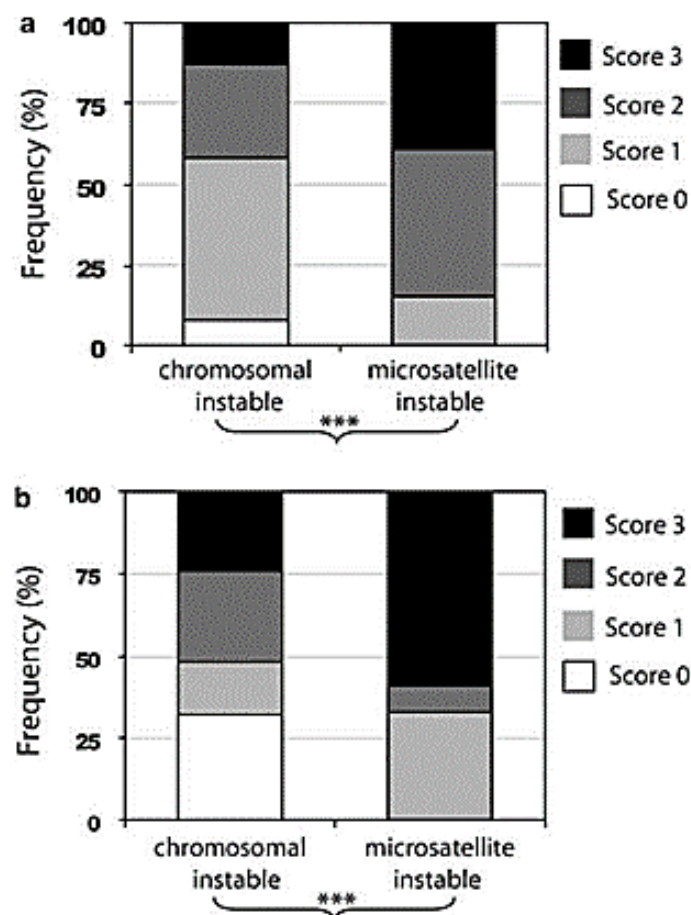 a
Frequency (%)
100
75
50
25
0
Score 3
Score 2
Score 1
Score 0
chromosomal instable
microsatellite instable
***
b
Frequency (%)
100
75
50
25
0
Score 3
Score 2
Score 1
Score 0
chromosomal instable
microsatellite instable
***